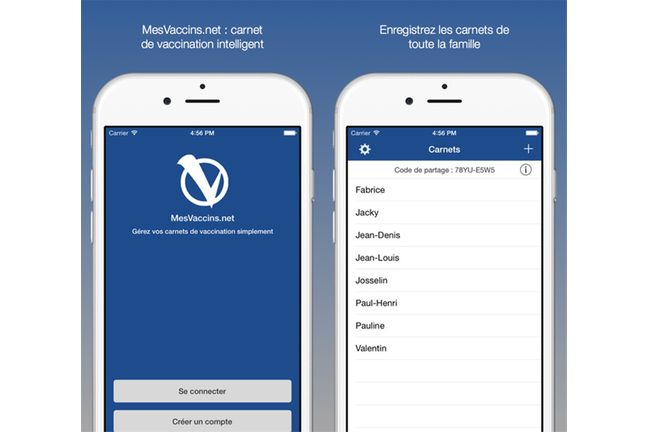 MesVaccins.net : carnet
de vaccination intelligent
Carrier 4:56 PM
MesVaccins.net
Gérez vos carnets de vaccination simplement
Se connecter
Créer un compte
Enregistrez les carnets de
toute la famille
Carrier 4:56 PM
Carnets +
Code de partage : 78YU-E5W5 i
Fabrice
Jacky
Jean-Denis
Jean-Louis
Josselin
Paul-Henri
Pauline
Valentin